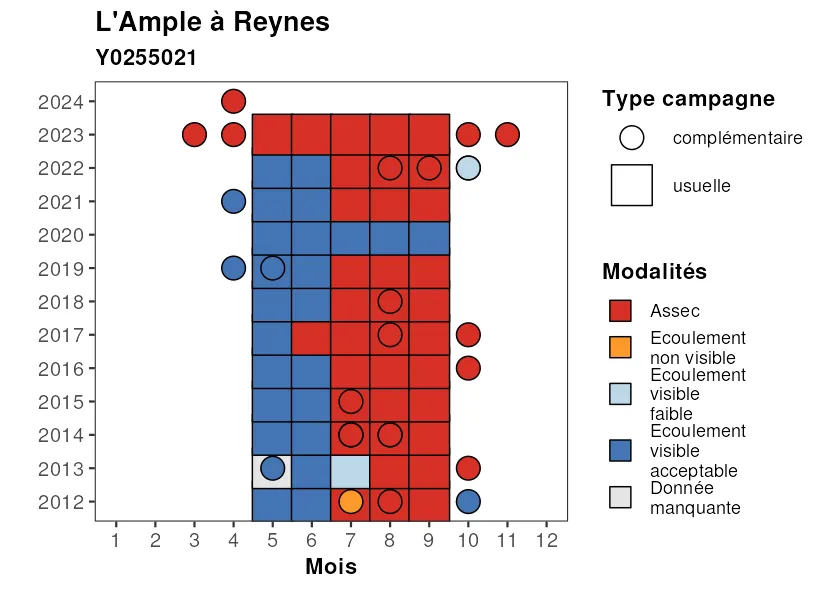 L'Ample à Reynes
Y0255021
2024
2023
2022
2021
2020
2019
2018
2017
2016
2015
2014
2013
2012
1 2 3 4 5 6 7 8 9 10 11 12
Mois
Type campagne
complémentaire
usuelle
Modalités
Assec
Ecoulement
non visible
Ecoulement
visible
faible
Ecoulement
visible
acceptable
Donnée
manquante